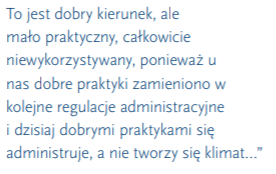 To jest dobry kierunek, ale
mało praktyczny, całkowicie
niewykorzystywany, ponieważ u
nas dobre praktyki zamieniono w
kolejne regulacje administracyjne
i dzisiaj dobrymi praktykami się
administruje, a nie tworzy się klimat...”